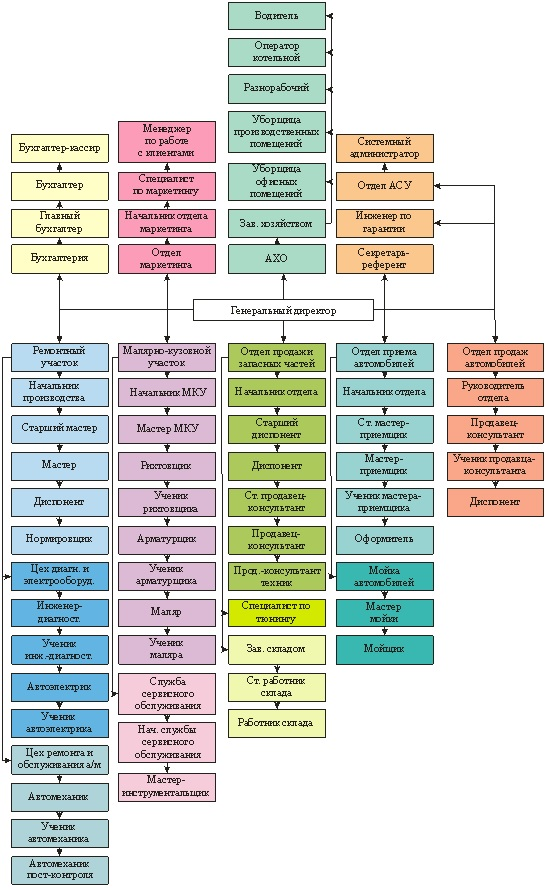 Водитель
Оператор
котельной
Разнорабочий
Уборщица
производственных
помещений
Уборщица
офисных
помещений
Зав. хозяйством
АХО
Бухгалтер-кассир
Бухгалтер
Главный
бухгалтер
Бухгалтерия
Менеджер
по работе
с клиентами
Специалист
по маркетингу
Начальник отдела
маркетинга
Отдел
маркетинга
Системный
администратор
Отдел АСУ
Инженер по
гарантии
Секретарь-
референт
Генеральный директор
Ремонтный
участок
Начальник
производства
Старший мастер
Мастер
Диспонент
Нормировщик
Цех диагн. и
электрооборуд.
Инженер-
диагност.
Ученик
инж.-диагност.
Автоэлектрик
Ученик
автоэлектрика
Цех ремонта и
обслуживания а/м
Автомеханик
Ученик
автомеханика
Автомеханик
пост-контроля
Малярно-кузовной
участок
Начальник МКУ
Мастер МКУ
Рихтовщик
Ученик
рихтовщика
Арматурщик
Ученик
арматурщика
Маляр
Ученик
маляра
Служба
сервисного
обслуживания
Нач. службы
сервисного
обслуживания
Мастер-
инструментальщик
Отдел продажи
запасных частей
Начальник отдела
Старший
диспонент
Диспонент
Ст. продавец-
консультант
Продавец-
консультант
Прод.-консультант
техник
Специалист по
тюнингу
Зав. складом
Ст. работник
склада
Работник склада
Отдел приема
автомобилей
Начальник отдела
Ст. мастер-
приемщик
Мастер-
приемщик
Ученик мастера-
приемщика
Оформитель
Мойка
автомобилей
Мастер
мойки
Мойщик
Отдел продаж
автомобилей
Руководитель
отдела
Продавец-
консультант
Ученик продавца-
консультанта
Диспонент